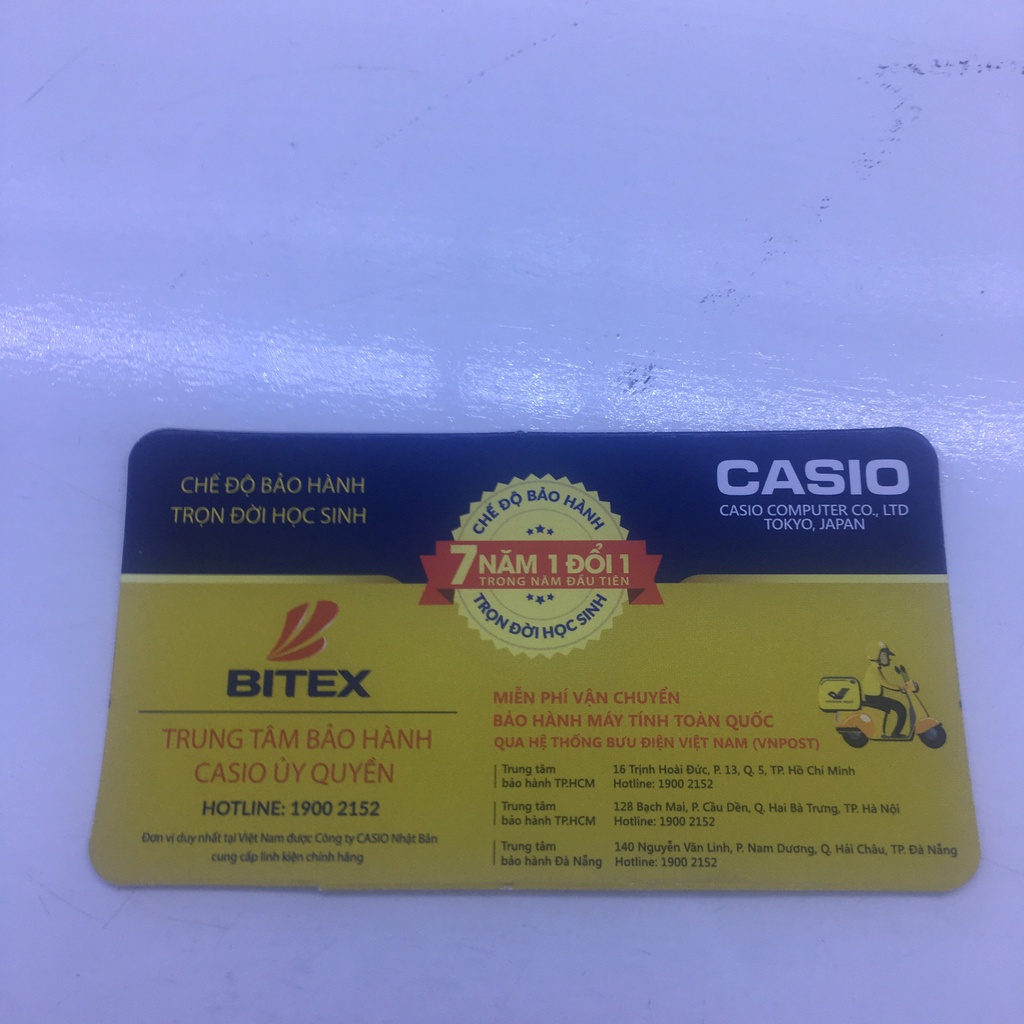 CHẾ ĐỘ BẢO HÀNH
TRỌN ĐỜI HỌC SINH
CHẾ ĐỘ BẢO HÀNH
7 NĂM 1 ĐỔI 1
TRONG NĂM ĐẦU TIÊN
TRỌN ĐỜI HỌC SINH
CASIO
CASIO COMPUTER CO., LTD
TOKYO, JAPAN
BITEX
TRUNG TÂM BẢO HÀNH
CASIO ỦY QUYỀN
HOTLINE: 1900 2152
Đơn vị duy nhất tại Việt Nam được Công ty CASIO Nhật Bản
cung cấp linh kiện chính hãng
MIỄN PHÍ VẬN CHUYỂN
BẢO HÀNH MÁY TÍNH TOÀN QUỐC
QUA HỆ THỐNG BƯU ĐIỆN VIỆT NAM (VNPOST)
Trung tâm 16 Trịnh Hoài Đức, P. 13, Q. 5, TP. Hồ Chí Minh
bảo hành TP.HCM Hotline: 1900 2152
Trung tâm 128 Bạch Mai, P. Cầu Dền, Q. Hai Bà Trưng, TP. Hà Nội
bảo hành TP.HCM Hotline: 1900 2152
Trung tâm 140 Nguyễn Văn Linh, P. Nam Dương, Q. Hải Châu, TP. Đà Nẵng
bảo hành Đà Nẵng Hotline: 1900 2152